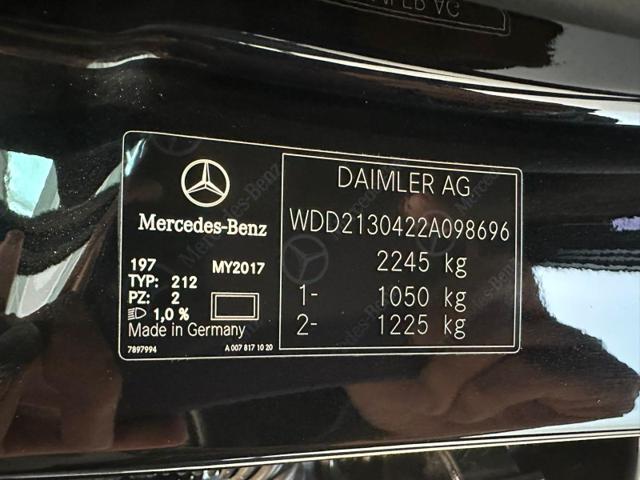 Mercedes-Benz
197 MY2017
TYP: 212
PZ: 2
1,0 %
Made in Germany
7897994 A 007 817 10 20
DAIMLER AG
WDD2130422A098696
2245 kg
1- 1050 kg
2- 1225 kg